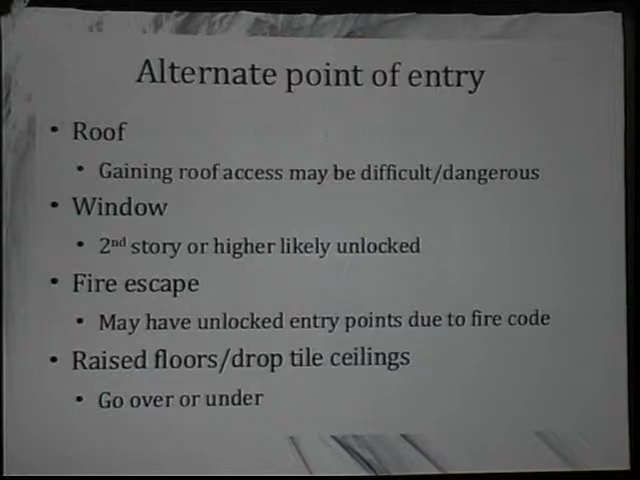 Alternate point of entry
• Roof
• Gaining roof access may be difficult/dangerous
• Window
• 2nd story or higher likely unlocked
• Fire escape
• May have unlocked entry points due to fire code
• Raised floors/drop tile ceilings
• Go over or under